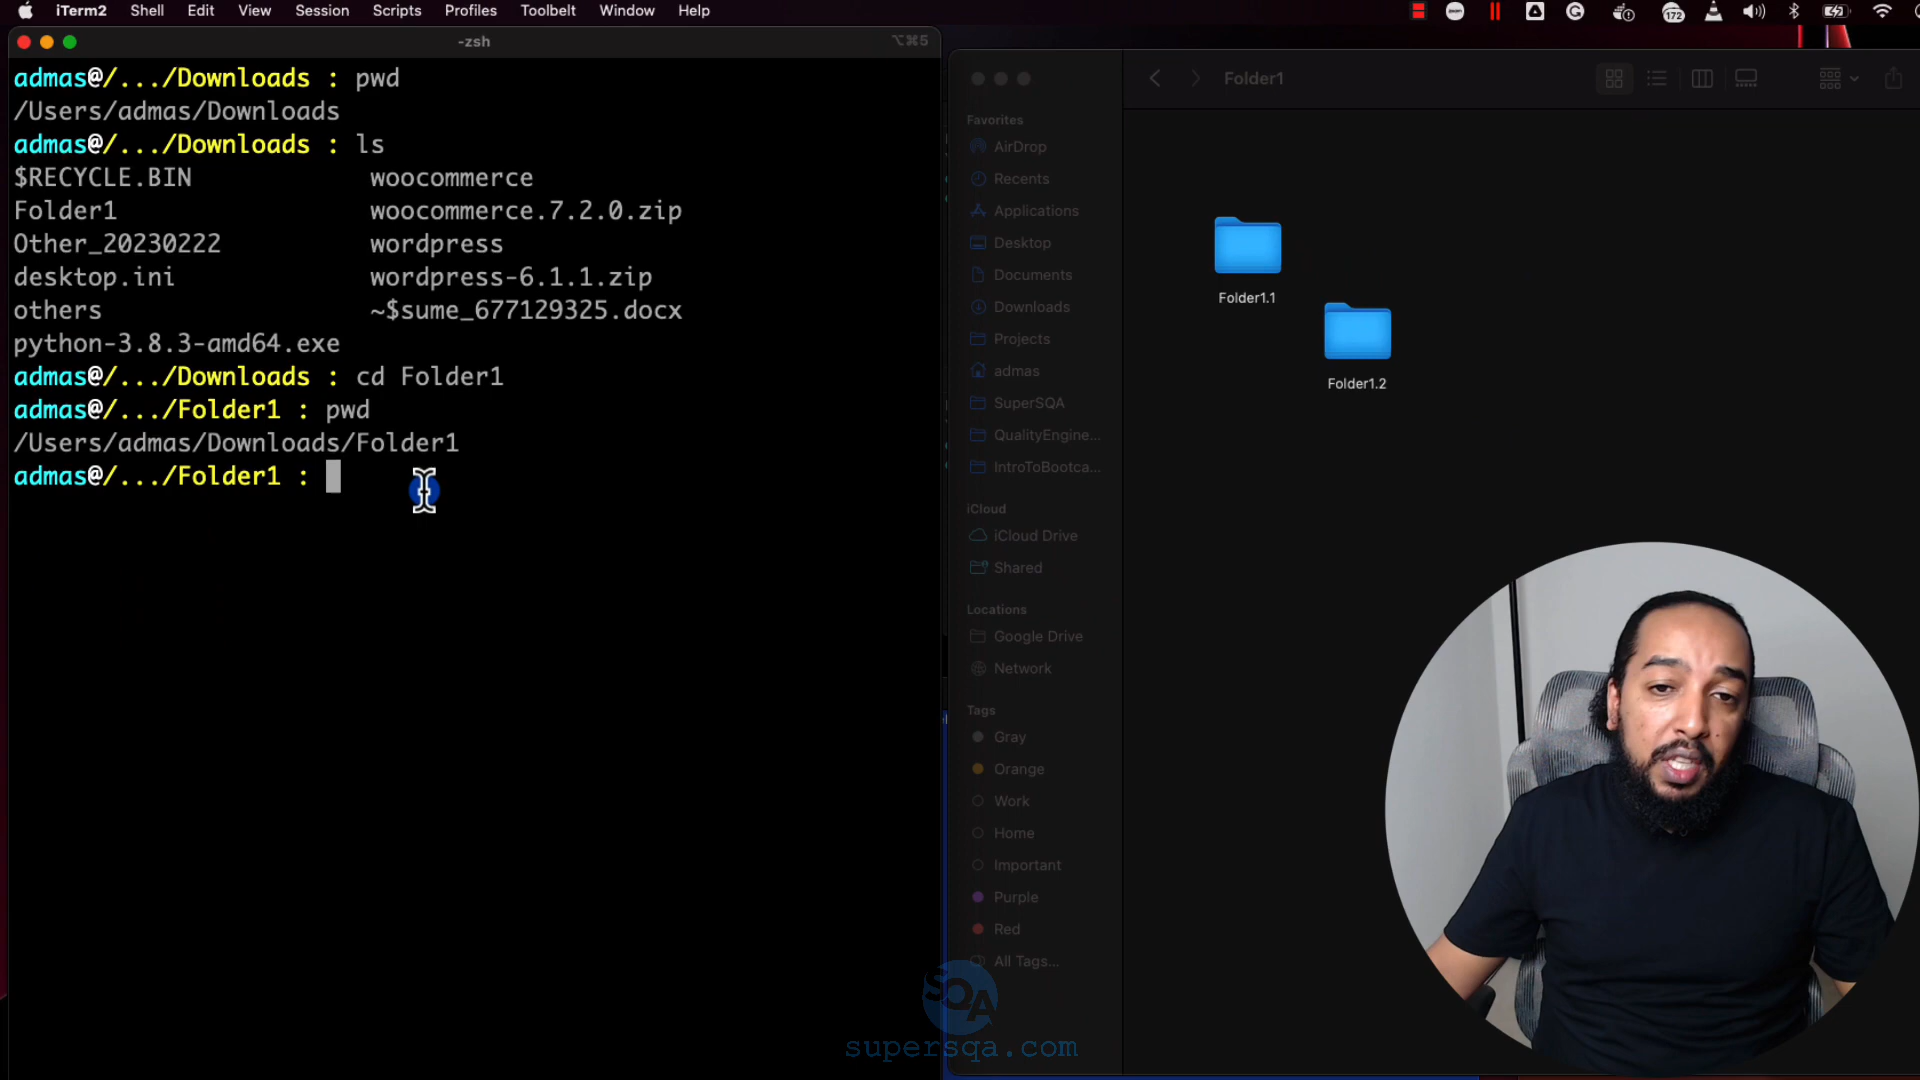 iTerm2 Shell Edit View Session Scripts Profiles Toolbelt Window Help
172
-zsh
⌥⌘5
admas@/.../Downloads : pwd
/Users/admas/Downloads
admas@/.../Downloads : ls
$RECYCLE.BIN woocommerce
Folder1 woocommerce.7.2.0.zip
Other_20230222 wordpress
desktop.ini wordpress-6.1.1.zip
others ~$sume_677129325.docx
python-3.8.3-amd64.exe
admas@/.../Downloads : cd Folder1
admas@/.../Folder1 : pwd
/Users/admas/Downloads/Folder1
admas@/.../Folder1 :
Folder1
Favorites
AirDrop
Recents
Applications
Desktop
Documents
Downloads
Projects
admas
SuperSQA
QualityEngine...
IntroToBootca...
iCloud
iCloud Drive
Shared
Locations
Google Drive
Network
Tags
Gray
Orange
Work
Home
Important
Purple
Red
All Tags...
Folder1.1
Folder1.2
SQA
supersqa.com